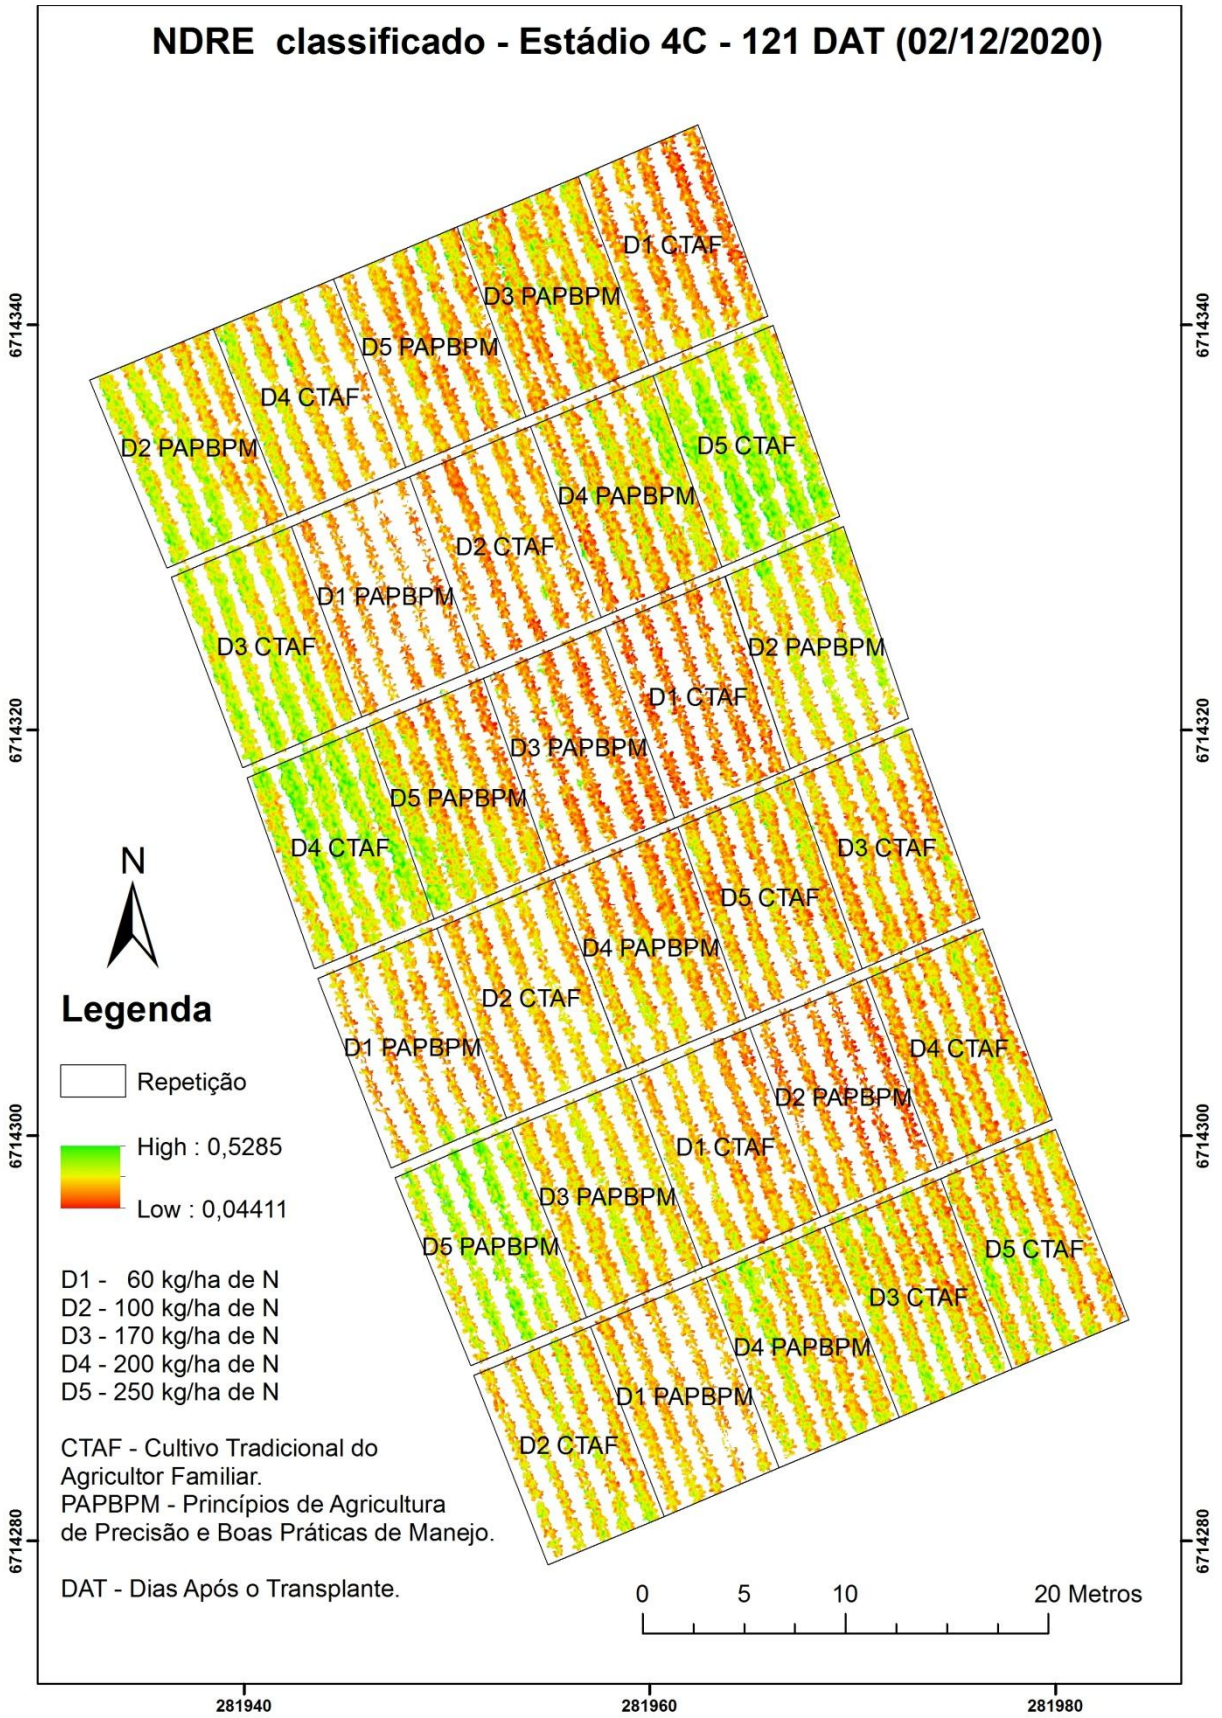 NDRE classificado - Estádio 4C - 121 DAT (02/12/2020)
D1 CTAF
D3 PAPBPM
D5 PAPBPM
D4 CTAF
D2 PAPBPM
D5 CTAF
D4 PAPBPM
D2 CTAF
D1 PAPBPM
D3 CTAF
D2 PAPBPM
D1 CTAF
D3 PAPBPM
D5 PAPBPM
D4 CTAF
D3 CTAF
D5 CTAF
D4 PAPBPM
D2 CTAF
D1 PAPBPM
D4 CTAF
D2 PAPBPM
D1 CTAF
D3 PAPBPM
D5 PAPBPM
D5 CTAF
D3 CTAF
D4 PAPBPM
D1 PAPBPM
D2 CTAF
6714340
6714320
6714300
6714280
6714340
6714320
6714300
6714280
N
Legenda
Repetição
High : 0,5285
Low : 0,04411
D1 - 60 kg/ha de N
D2 - 100 kg/ha de N
D3 - 170 kg/ha de N
D4 - 200 kg/ha de N
D5 - 250 kg/ha de N
CTAF - Cultivo Tradicional do
Agricultor Familiar.
PAPBPM - Princípios de Agricultura
de Precisão e Boas Práticas de Manejo.
DAT - Dias Após o Transplante.
0 5 10 20 Metros
281940 281960 281980